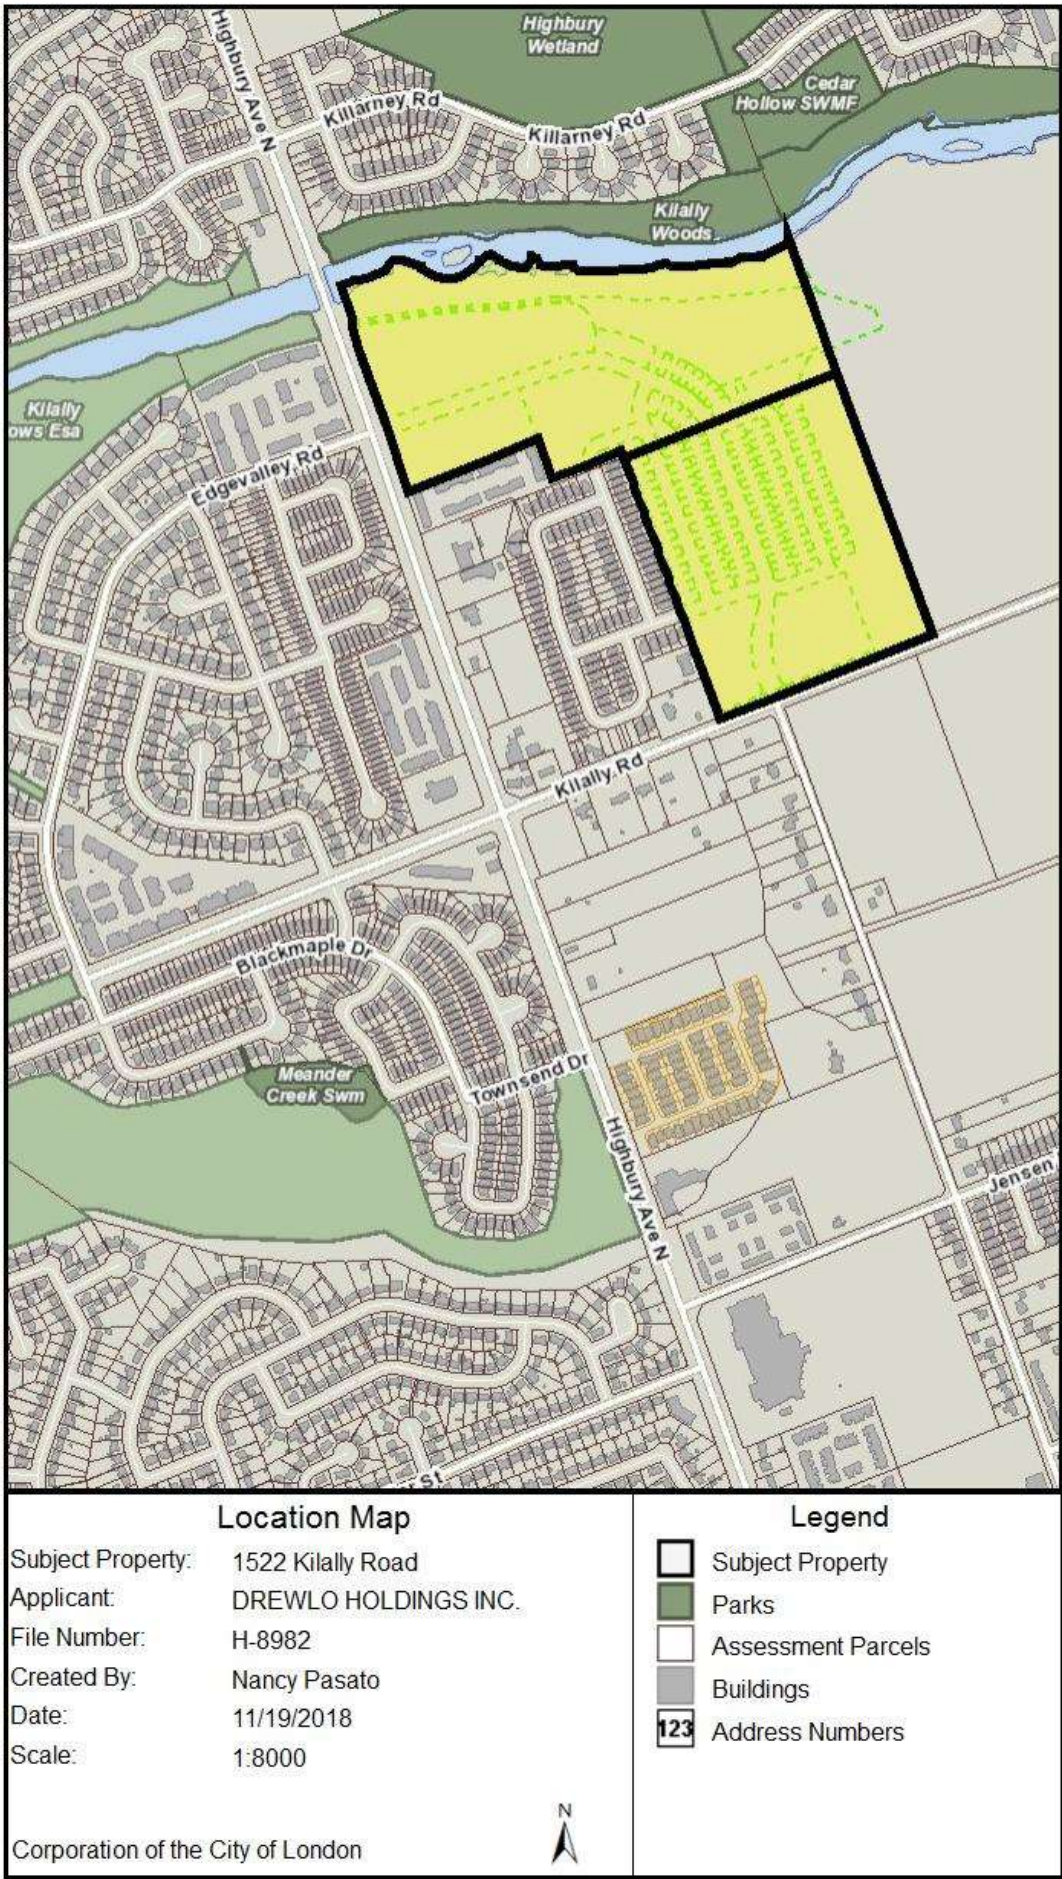 Highbury
Wetland
Highbury Ave N
Killarney Rd
Cedar
Hollow SWMF
Killarney Rd
Kilally
Woods
Kilally
ows Esa
Edgevalley Rd
Kilally Rd
Blackmaple Dr
Meander
Creek Swm
Townsend Dr
Highbury Ave N
Jensen
St
Location Map
Subject Property: 1522 Kilally Road
Applicant: DREWLO HOLDINGS INC.
File Number: H-8982
Created By: Nancy Pasato
Date: 11/19/2018
Scale: 1:8000
N
Corporation of the City of London
Legend
Subject Property
Parks
Assessment Parcels
Buildings
123 Address Numbers